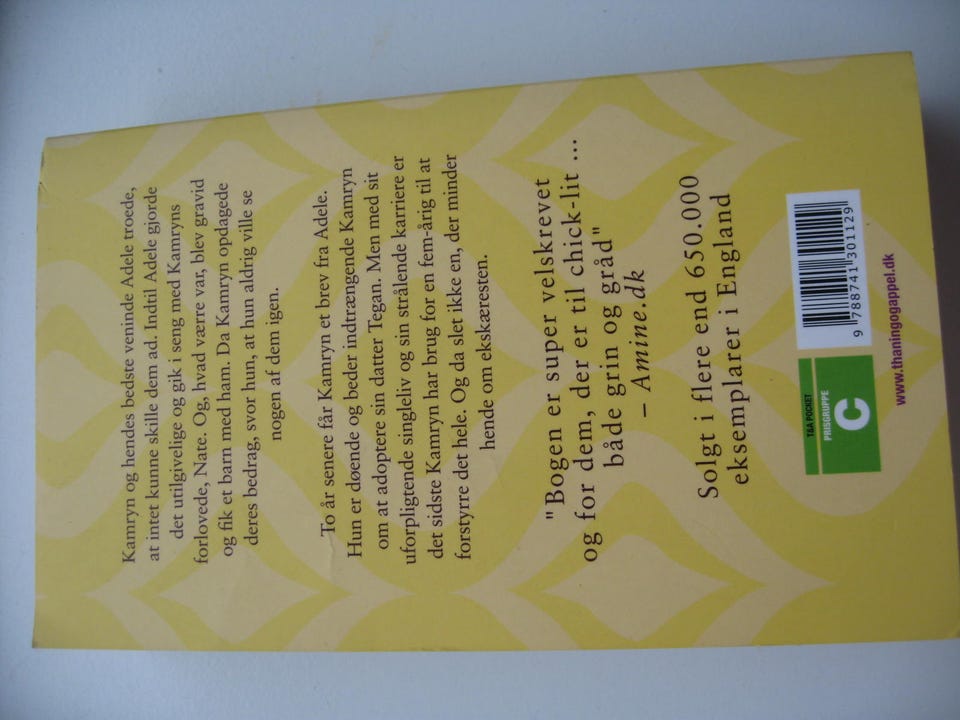 Kamryn og hendes bedste veninde Adele troede,
at intet kunne skille dem ad. Indtil Adele gjorde
det utilgivelige og gik i seng med Kamryns
forlovede, Nate. Og, hvad værre var, blev gravid
og fik et barn med ham. Da Kamryn opdagede
deres bedrag, svor hun, at hun aldrig ville se
nogen af dem igen.
To år senere får Kamryn et brev fra Adele.
Hun er døende og beder indtrængende Kamryn
om at adoptere sin datter Tegan. Men med sit
uforpligtende singleliv og sin strålende karriere er
det sidste Kamryn har brug for en fem-årig til at
forstyrre det hele. Og da slet ikke en, der minder
hende om ekskæresten.
"Bogen er super velskrevet
og for dem, der er til chick-lit ...
både grin og gråd"
– Amine.dk
Solgt i flere end 650.000
eksemplarer i England
T&A POCKET
PRISGRUPPE
C
9 788741 301129
www.thaningogappel.dk